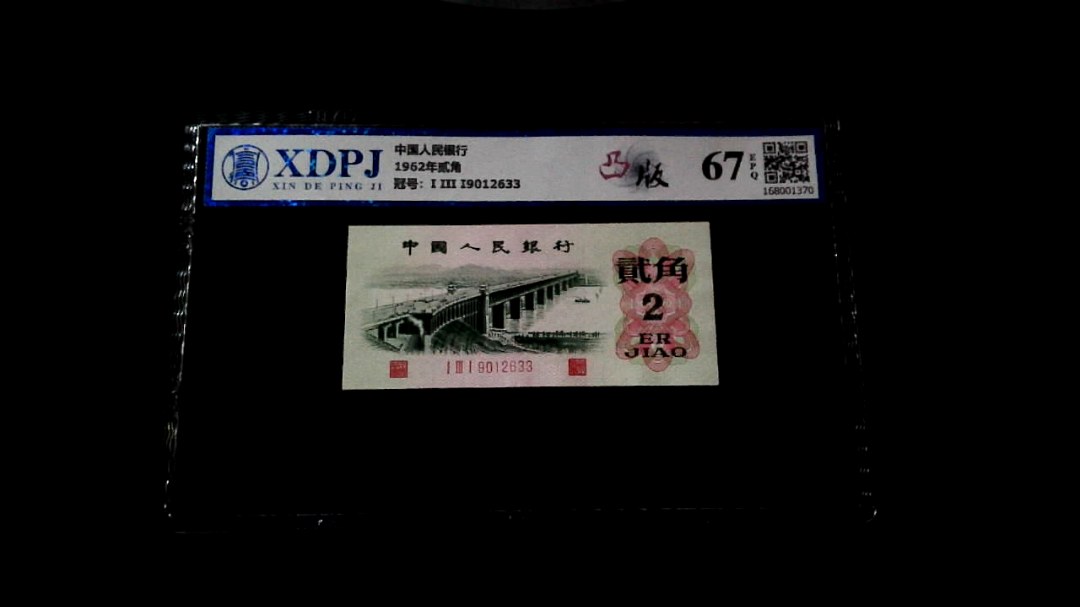 XDPJ
XIN DE PING JI
中国人民银行
1962年贰角
冠号: I III I9012633
凸版
67
EPQ
168001370
中國人民銀行
貳角
2
ER
JIAO
I III I 9012633